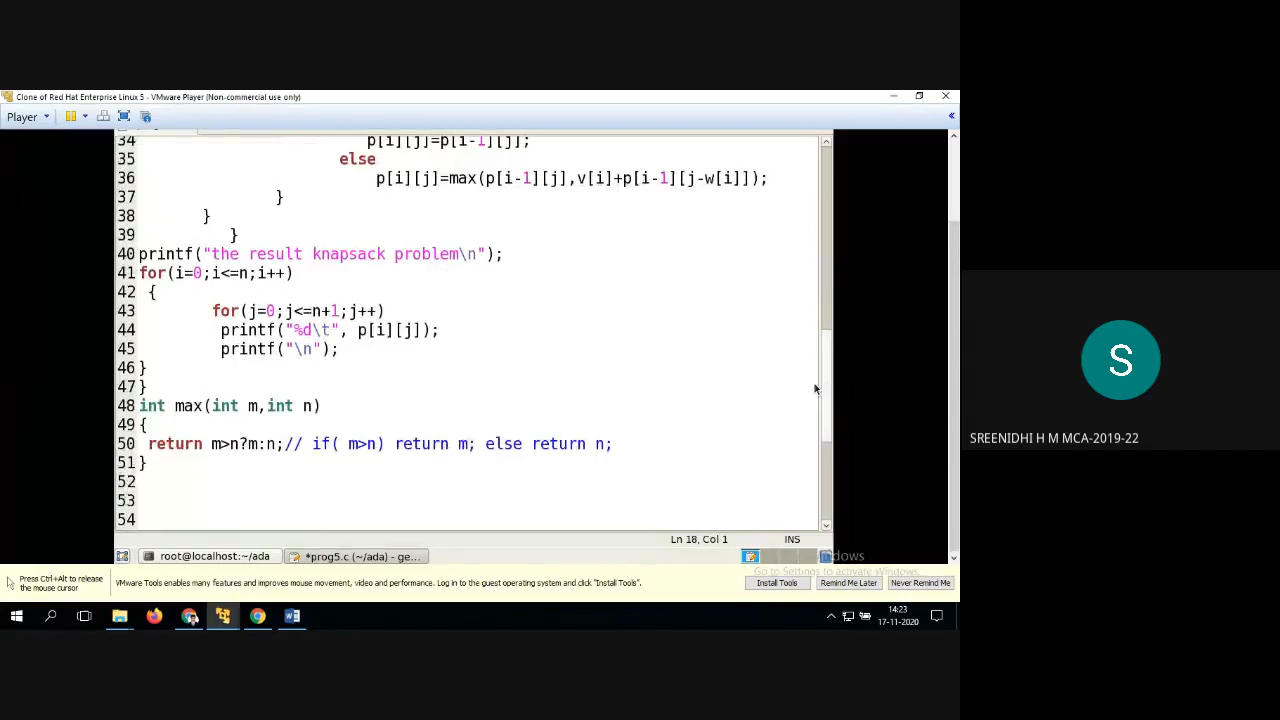 Clone of Red Hat Enterprise Linux 5 - VMware Player (Non-commercial use only)
Player
34 p[i][j]=p[i-1][j];
35 else
36 p[i][j]=max(p[i-1][j],v[i]+p[i-1][j-w[i]]);
37 }
38 }
39 }
40 printf("the result knapsack problem\n");
41 for(i=0;i<=n;i++)
42 {
43 for(j=0;j<=n+1;j++)
44 printf("%d\t", p[i][j]);
45 printf("\n");
46 }
47 }
48 int max(int m,int n)
49 {
50 return m>n?m:n;// if( m>n) return m; else return n;
51 }
52
53
54
Ln 18, Col 1 INS
root@localhost:~/ada *prog5.c (~/ada) - ge...
Go to Settings to activate Windows.
Press Ctrl+Alt to release
the mouse cursor
VMware Tools enables many features and improves mouse movement, video and performance. Log in to the guest operating system and click "Install Tools".
Install Tools Remind Me Later Never Remind Me
14:23
17-11-2020
S
SREENIDHI H M MCA-2019-22